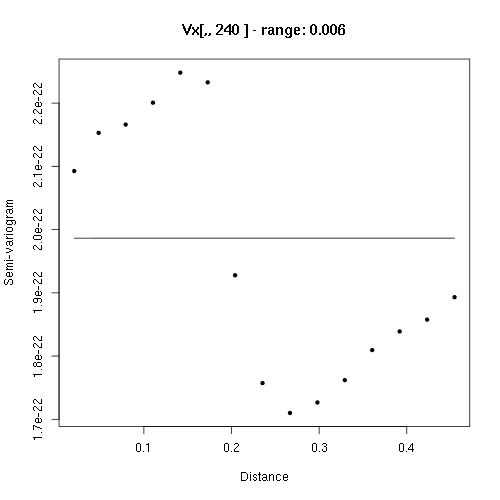 Vx[,, 240 ] - range: 0.006
Semi-variogram
2.2e-22
2.1e-22
2.0e-22
1.9e-22
1.8e-22
1.7e-22
0.1 0.2 0.3 0.4
Distance